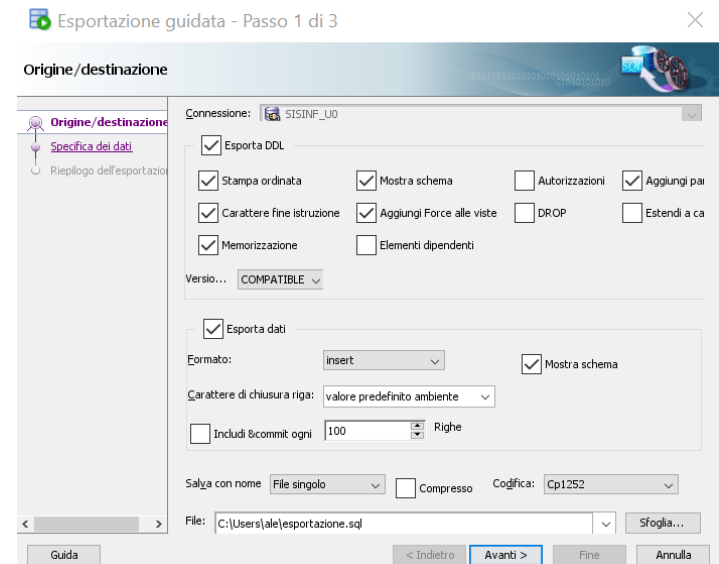 Esportazione guidata - Passo 1 di 3
Origine/destinazione
Origine/destinazione
Specifica dei dati
Riepilogo dell'esportazion
Connessione: SISINF_U0
Esporta DDL
Stampa ordinata Mostra schema Autorizzazioni Aggiungi par
Carattere fine istruzione Aggiungi Force alle viste DROP Estendi a ca
Memorizzazione Elementi dipendenti
Versio... COMPATIBLE
Esporta dati
Formato: insert Mostra schema
Carattere di chiusura riga: valore predefinito ambiente
Includi &commit ogni 100 Righe
Salva con nome File singolo Compresso Codifica: Cp1252
File: C:\Users\ale\esportazione.sql Sfoglia...
Guida < Indietro Avanti > Fine Annulla